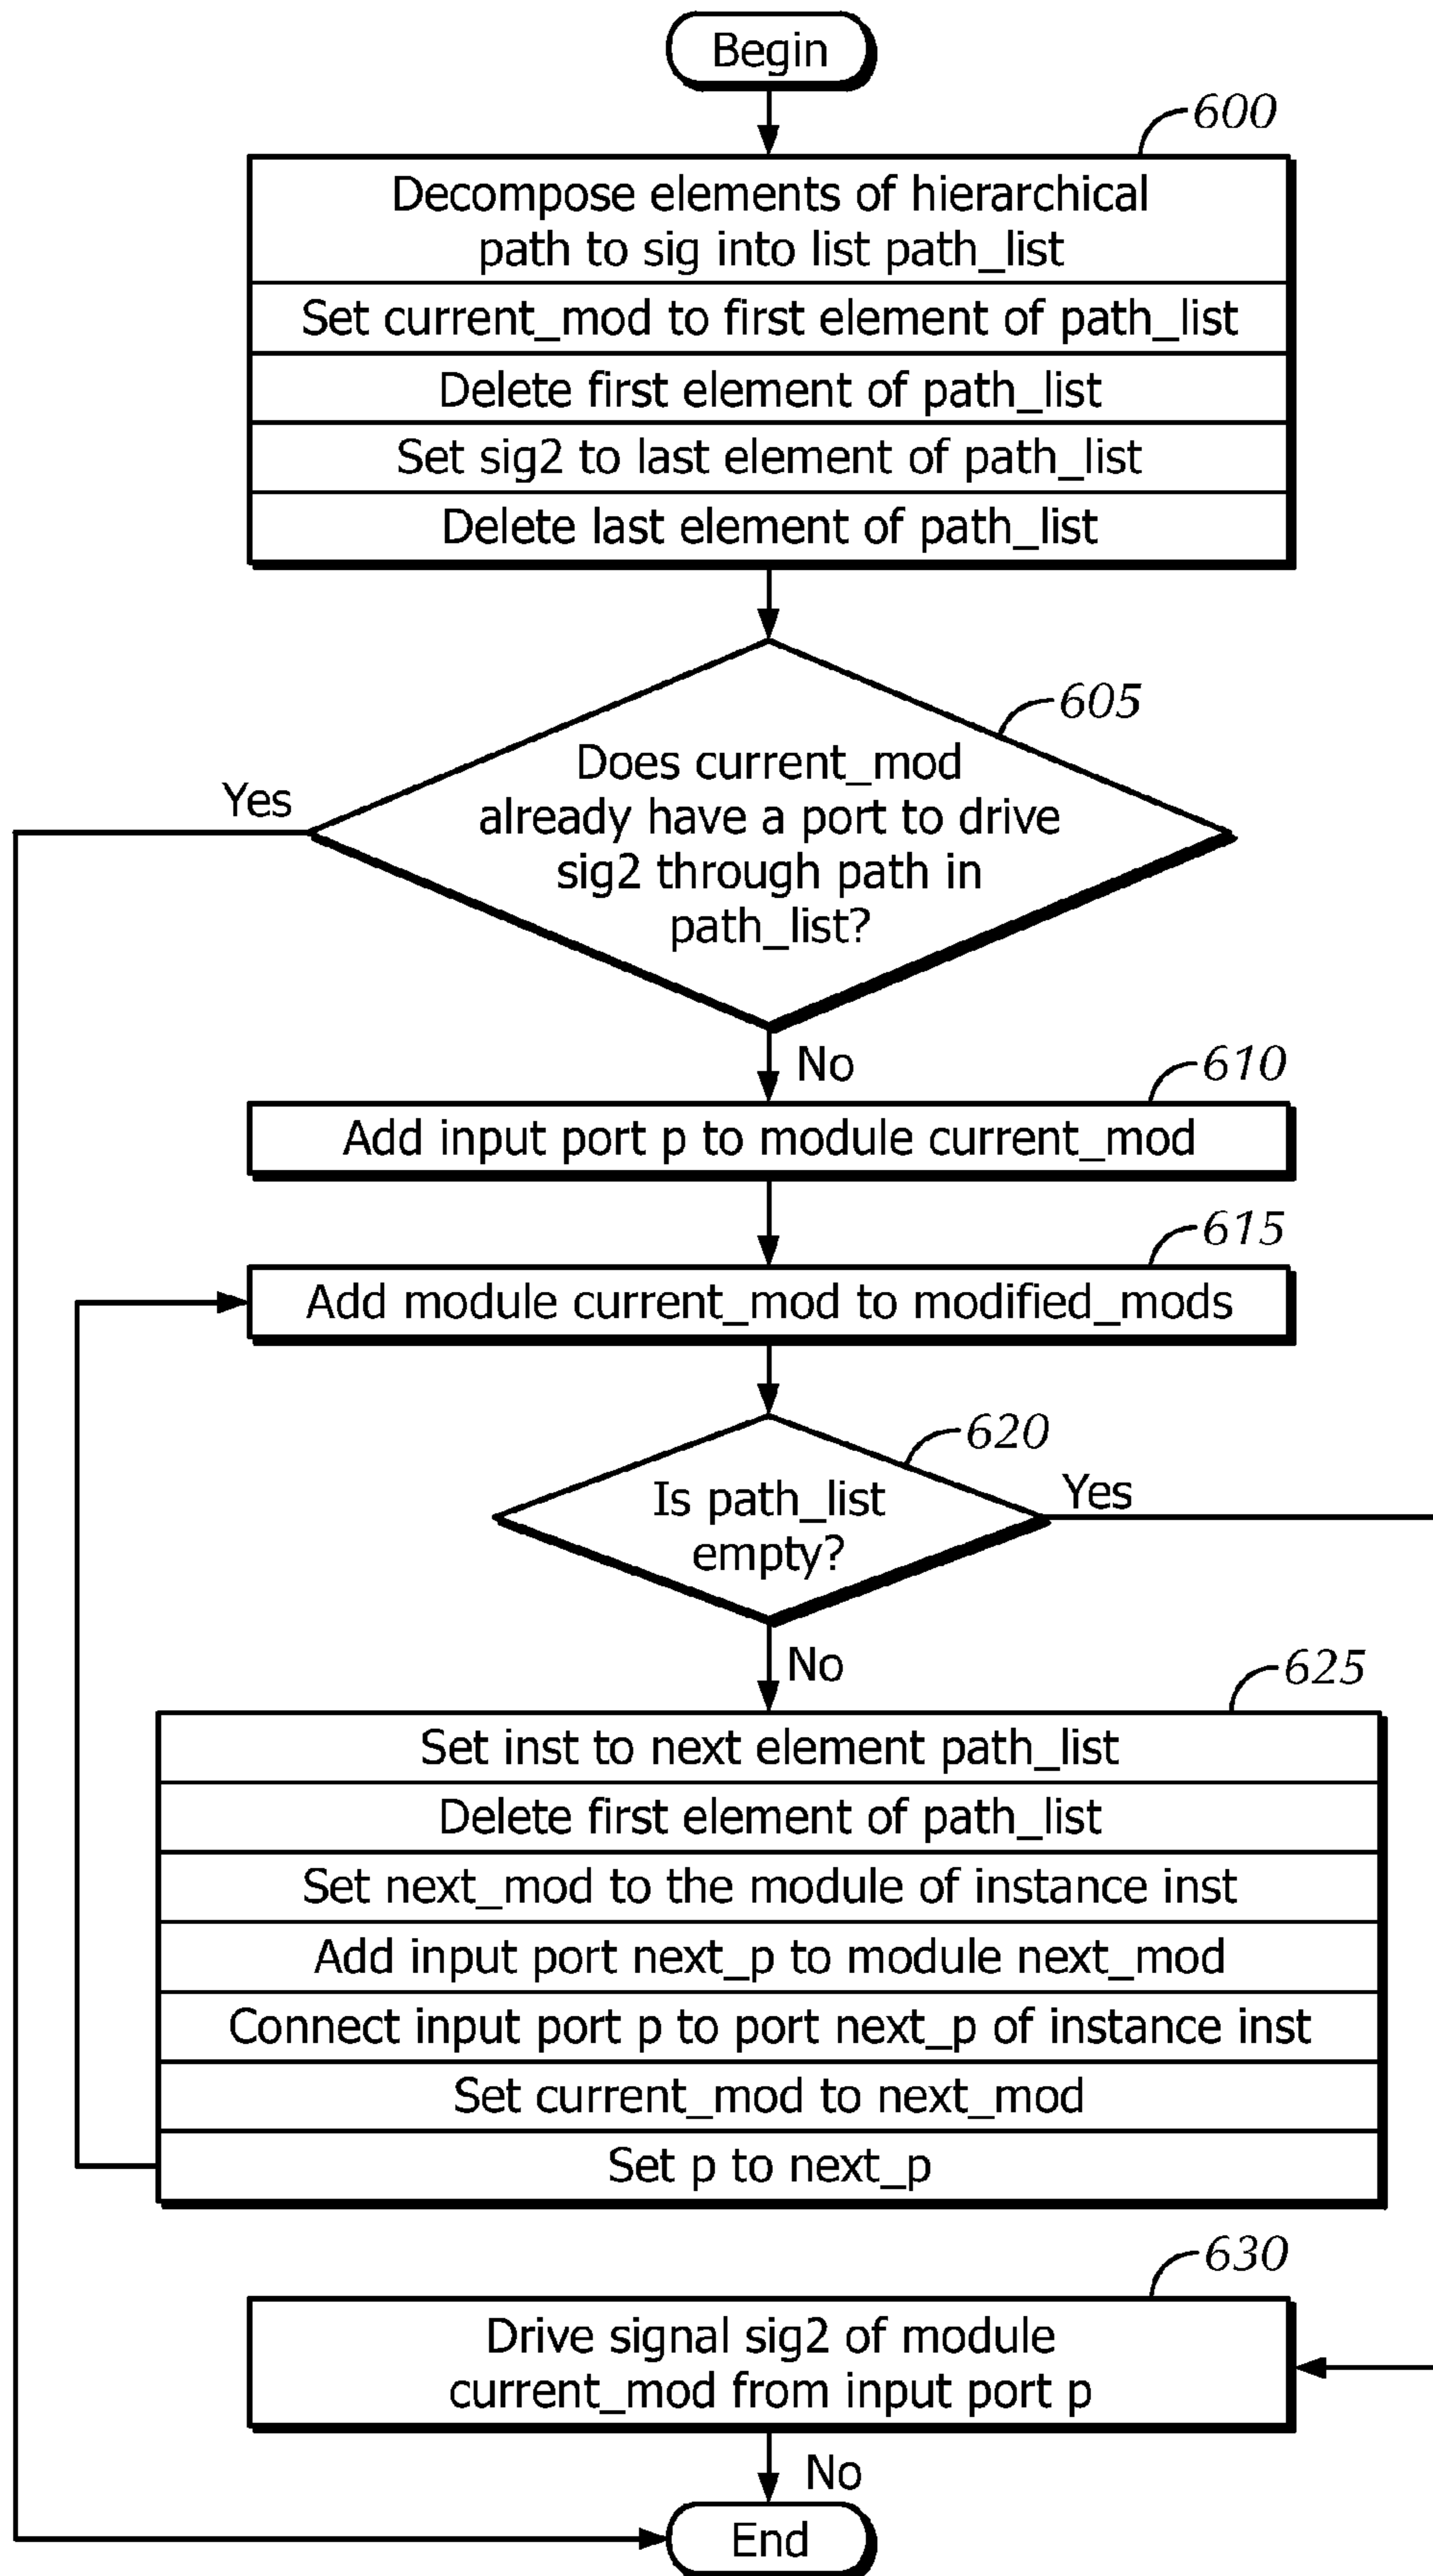 Begin
600
Decompose elements of hierarchical
path to sig into list path_list
Set current_mod to first element of path_list
Delete first element of path_list
Set sig2 to last element of path_list
Delete last element of path_list
605
Does current_mod
already have a port to drive
sig2 through path in
path_list?
Yes
No
610
Add input port p to module current_mod
615
Add module current_mod to modified_mods
620
Is path_list
empty?
Yes
No
625
Set inst to next element path_list
Delete first element of path_list
Set next_mod to the module of instance inst
Add input port next_p to module next_mod
Connect input port p to port next_p of instance inst
Set current_mod to next_mod
Set p to next_p
630
Drive signal sig2 of module
current_mod from input port p
No
End